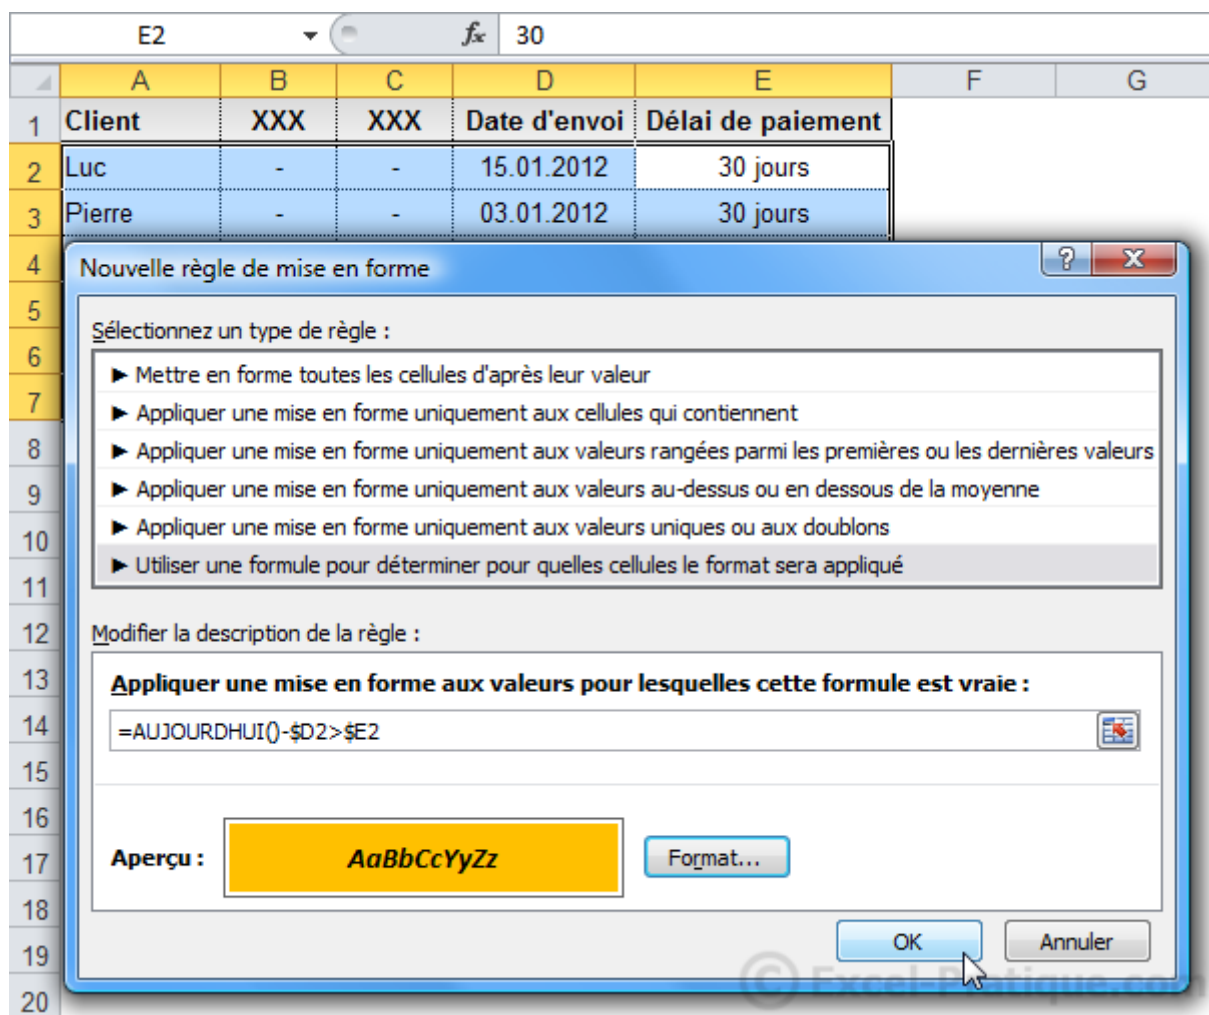 E2 fx 30
A B C D E F G
1 Client XXX XXX Date d'envoi Délai de paiement
2 Luc - - 15.01.2012 30 jours
3 Pierre - - 03.01.2012 30 jours
4 Nouvelle règle de mise en forme ? X
5
Sélectionnez un type de règle :
6
► Mettre en forme toutes les cellules d'après leur valeur
7 ► Appliquer une mise en forme uniquement aux cellules qui contiennent
8 ► Appliquer une mise en forme uniquement aux valeurs rangées parmi les premières ou les dernières valeurs
9 ► Appliquer une mise en forme uniquement aux valeurs au-dessus ou en dessous de la moyenne
10 ► Appliquer une mise en forme uniquement aux valeurs uniques ou aux doublons
► Utiliser une formule pour déterminer pour quelles cellules le format sera appliqué
11
12 Modifier la description de la règle :
13 Appliquer une mise en forme aux valeurs pour lesquelles cette formule est vraie :
14 =AUJOURDHUI()-$D2>$E2
15
16
17 Aperçu : AaBbCcYyZz Format...
18
19 OK Annuler
© Excel-Pratique.com
20